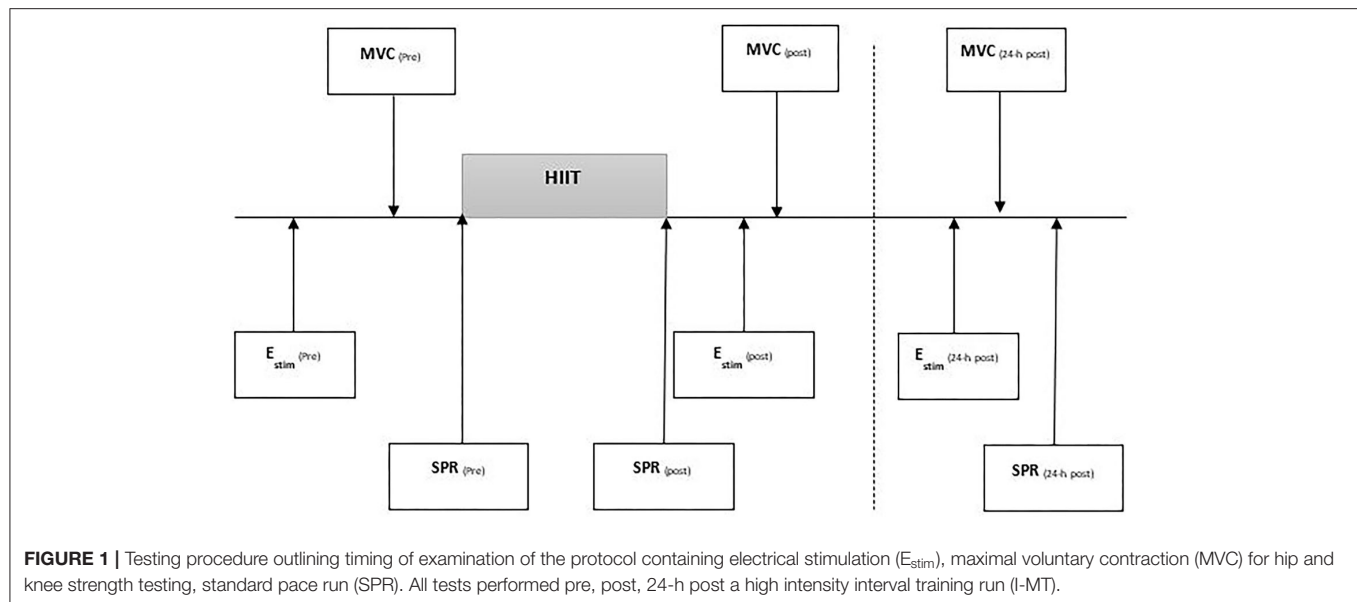 MVC (Pre)
MVC (post)
MVC (24-h post)
HIIT
E stim (Pre)
E stim (post)
E stim (24-h post)
SPR (Pre)
SPR (post)
SPR (24-h post)
FIGURE 1 | Testing procedure outlining timing of examination of the protocol containing electrical stimulation (Estim), maximal voluntary contraction (MVC) for hip and
knee strength testing, standard pace run (SPR). All tests performed pre, post, 24-h post a high intensity interval training run (I-MT).